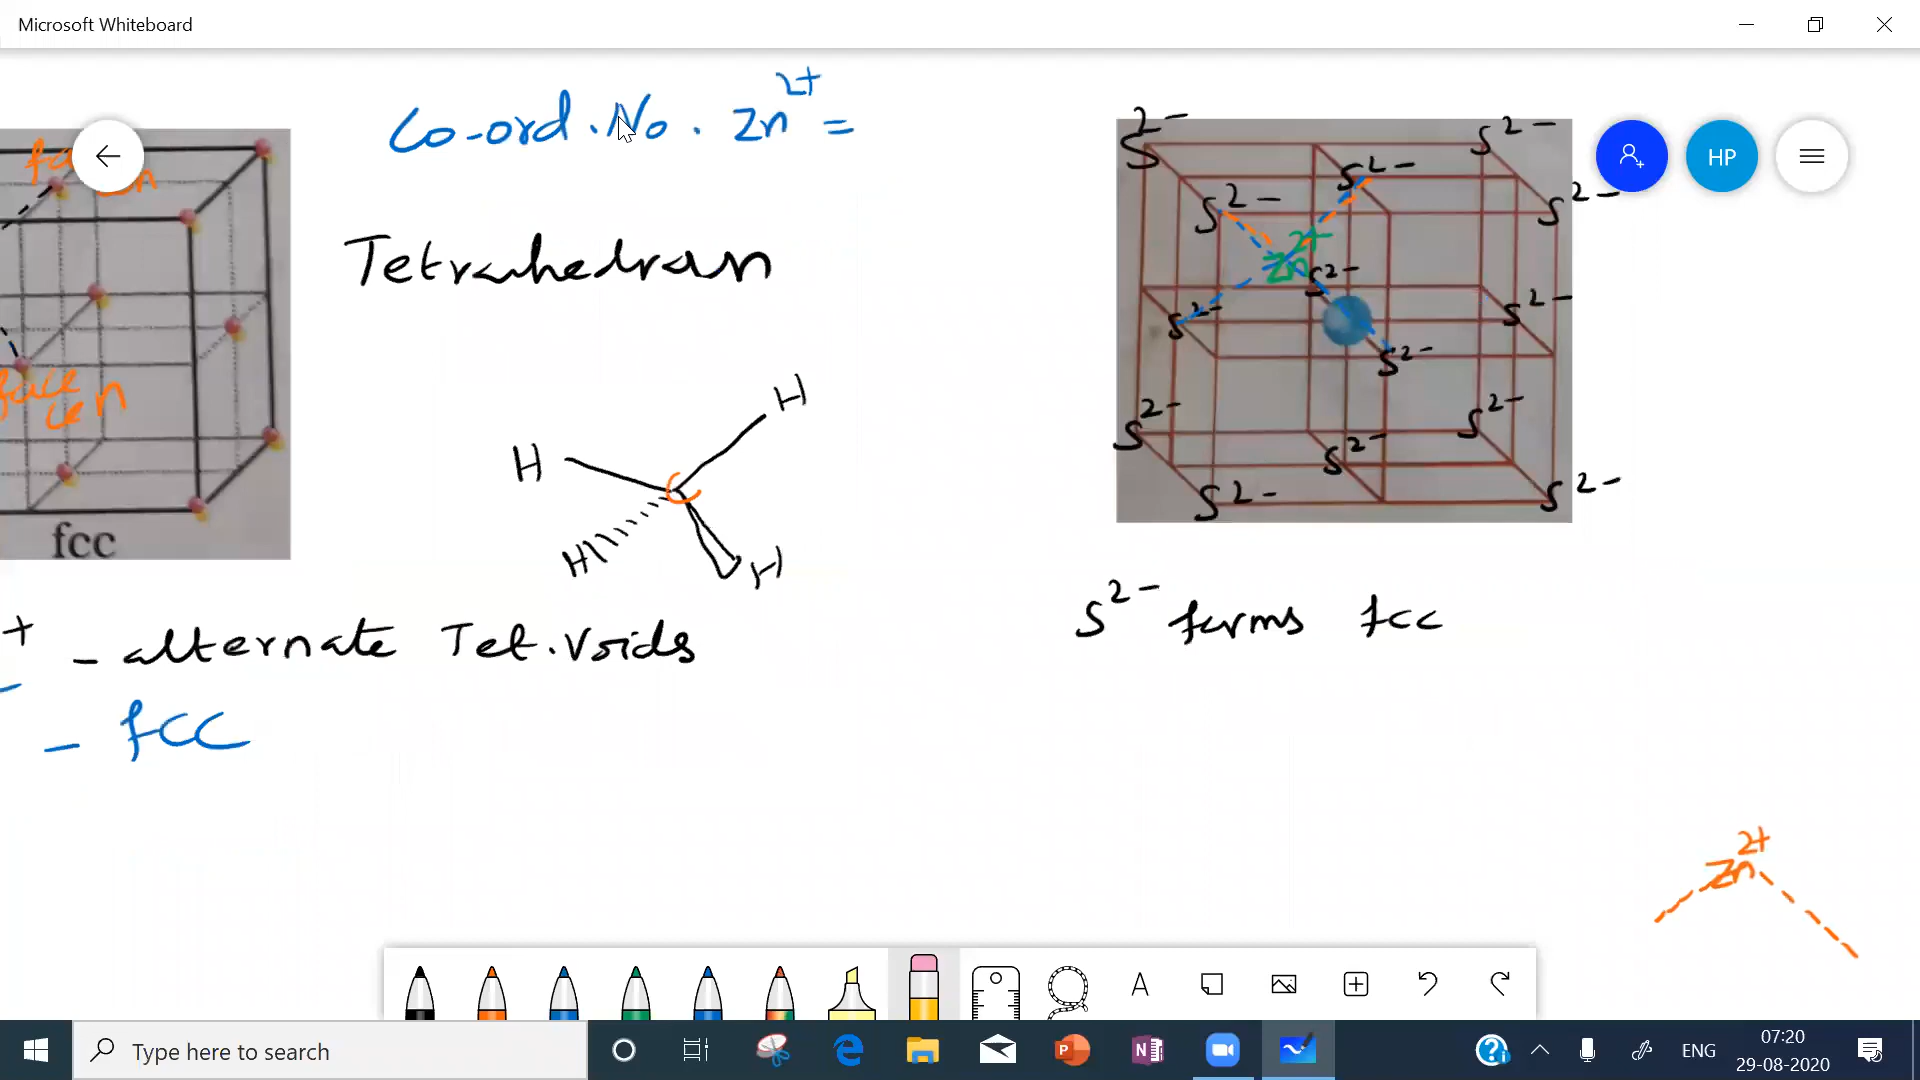 Microsoft Whiteboard
Co-ord. No. Zn2+ =
Tetrahedran
H
H
C
H
H
fcc
+ - alternate Tet. Voids
- fcc
S2-
S2-
S2-
S2-
S2-
Zn2+
S2-
S2-
S2-
S2-
S2-
S2-
S2-
S2-
S2-
S2- forms fcc
Zn2+
HP
A
Type here to search
ENG
07:20
29-08-2020